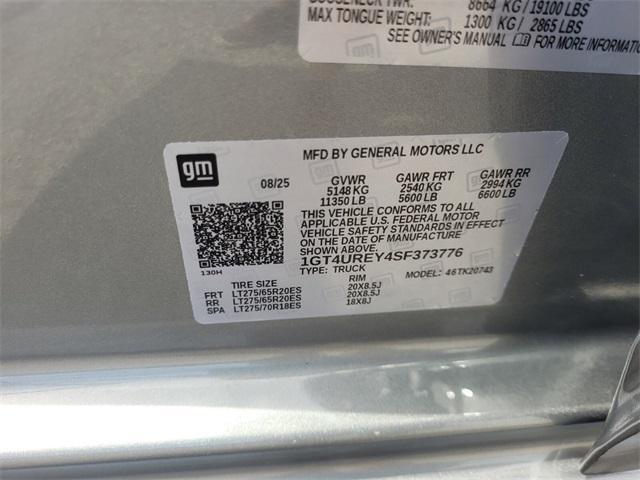 GOOSENECK TWR: 8664 KG/19100 LBS
MAX TONGUE WEIGHT: 1300 KG / 2865 LBS
SEE OWNER'S MANUAL FOR MORE INFORMATION
gm
MFD BY GENERAL MOTORS LLC
08/25 GVWR GAWR FRT GAWR RR
5148 KG 2540 KG 2994 KG
11350 LB 5600 LB 6600 LB
THIS VEHICLE CONFORMS TO ALL
APPLICABLE U.S. FEDERAL MOTOR
VEHICLE SAFETY STANDARDS IN EFFECT
ON THE DATE OF MANUFACTURE
SHOWN ABOVE.
1GT4UREY4SF373776
130H TYPE: TRUCK MODEL: 46TK20743
TIRE SIZE RIM
FRT LT275/65R20ES 20X8.5J
RR LT275/65R20ES 20X8.5J
SPA LT275/70R18ES 18X8J